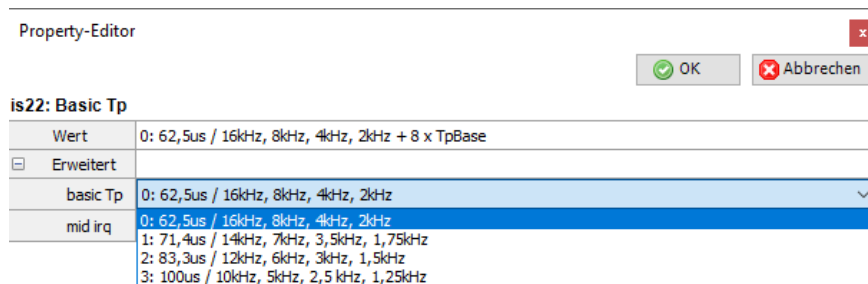 Property-Editor
x
OK
Abbrechen
is22: Basic Tp
Wert 0: 62,5us / 16kHz, 8kHz, 4kHz, 2kHz + 8 x TpBase
Erweitert
basic Tp 0: 62,5us / 16kHz, 8kHz, 4kHz, 2kHz
mid irq 0: 62,5us / 16kHz, 8kHz, 4kHz, 2kHz
1: 71,4us / 14kHz, 7kHz, 3,5kHz, 1,75kHz
2: 83,3us / 12kHz, 6kHz, 3kHz, 1,5kHz
3: 100us / 10kHz, 5kHz, 2,5 kHz, 1,25kHz